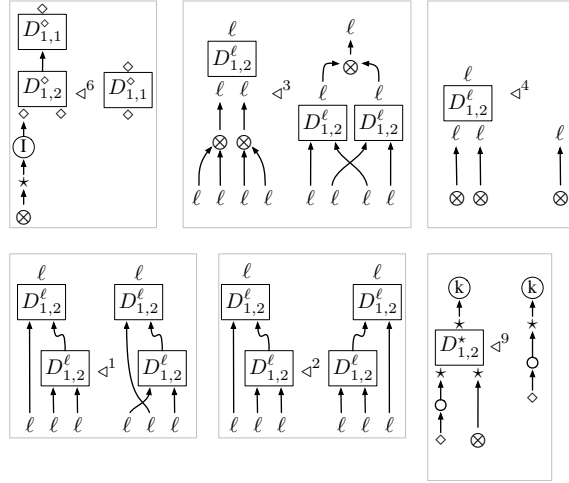 ◇ ℓ ℓ ℓ
D^◇_{1,1} D^ℓ_{1,2} ⊗ D^ℓ_{1,2}
D^◇_{1,2} ◁^6 ◇ D^◇_{1,1} ◇ ℓ ℓ ◁^3 ℓ ℓ ◁^4
◇ ◇ D^ℓ_{1,2} D^ℓ_{1,2} ℓ ℓ ℓ
I ⊗ ⊗
⋆
⊗ ℓ ℓ ℓ ℓ ℓ ℓ ℓ ℓ ⊗ ⊗ ⊗
ℓ ℓ ℓ ℓ k k
D^ℓ_{1,2} D^ℓ_{1,2} D^ℓ_{1,2} D^ℓ_{1,2} ⋆ ⋆
D^ℓ_{1,2} ◁^1 D^ℓ_{1,2} D^ℓ_{1,2} ◁^2 D^ℓ_{1,2} D^⋆_{1,2} ◁^9
⋆ ⋆ ◇
ℓ ℓ ℓ ℓ ℓ ℓ ℓ ℓ ℓ ℓ ℓ ℓ ◇ ⊗